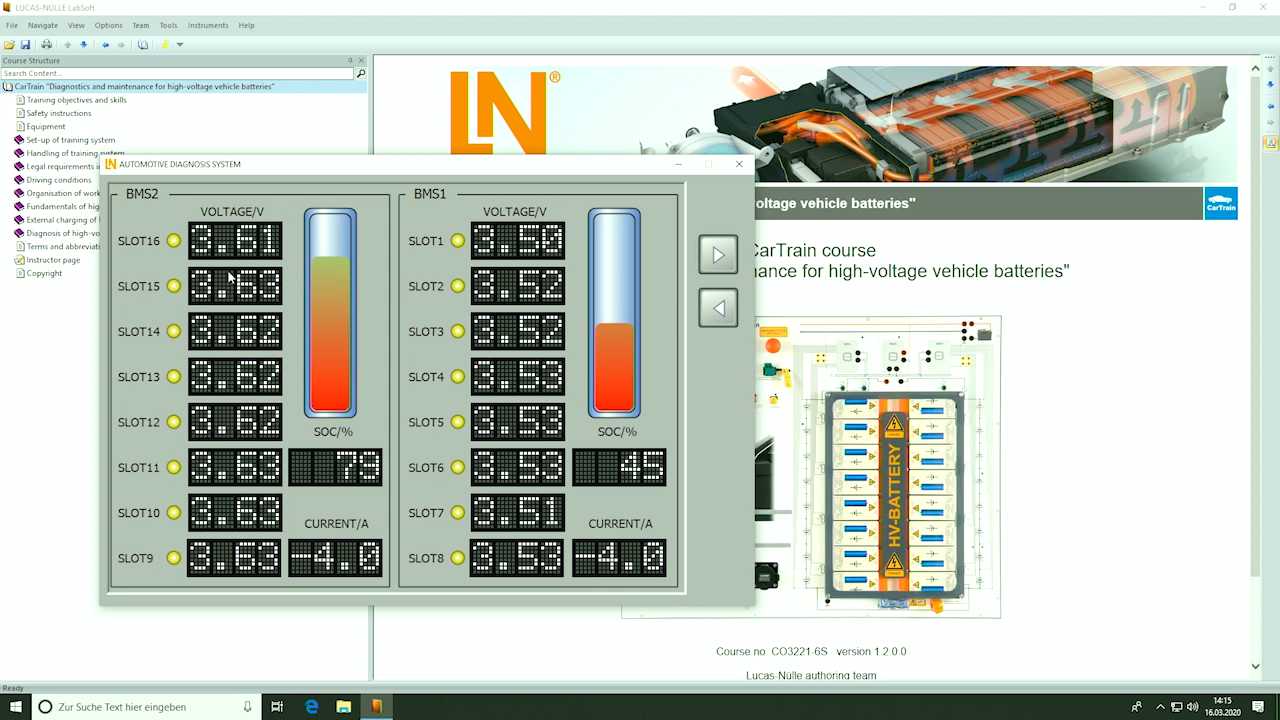 LUCAS-NÜLLE LabSoft
File Navigate View Options Team Tools Instruments Help
Course Structure
Search Content...
CarTrain "Diagnostics and maintenance for high-voltage vehicle batteries"
Training objectives and skills
Safety instructions
Equipment
Set-up of training system
Handling of training system
Legal requirements
Driving conditions
Organisation of work
Fundamentals of hig
External charging of
Diagnosis of high-vo
Terms and abbreviati
Instructor page
Copyright
LN®
oltage vehicle batteries"
CarTrain
CarTrain course
nance for high-voltage vehicle batteries"
HV-BATTERY
Course no. CO3221-6S version 1.2.0.0
Lucas-Nülle authoring team
LN AUTOMOTIVE DIAGNOSIS SYSTEM
BMS2
VOLTAGE/V
SLOT16
SLOT15
SLOT14 3.62
SLOT13
SLOT12 3.62
SLOT11 3.63
SLOT10 3.63
SLOT9 3.63
SOC/%
79
CURRENT/A
-4.0
BMS1
VOLTAGE/V
SLOT1 3.50
SLOT2 3.52
SLOT3 3.52
SLOT4 3.53
SLOT5 3.53
SLOT6 3.53
SLOT7 3.51
SLOT8 3.53
SOC/%
45
CURRENT/A
-4.0
Ready
Zur Suche Text hier eingeben
14:15
16.03.2020